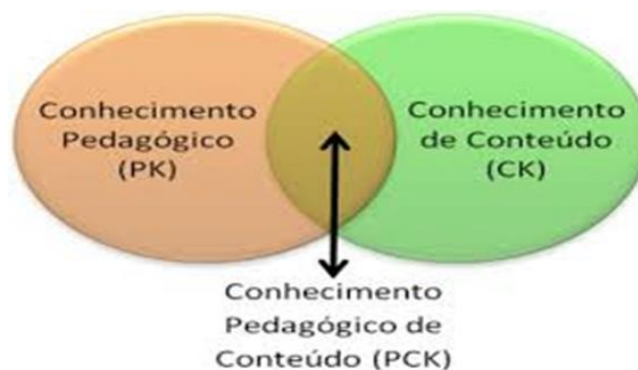 Conhecimento
Pedagógico
(PK)
Conhecimento
de Conteúdo
(CK)
Conhecimento
Pedagógico de
Conteúdo (PCK)